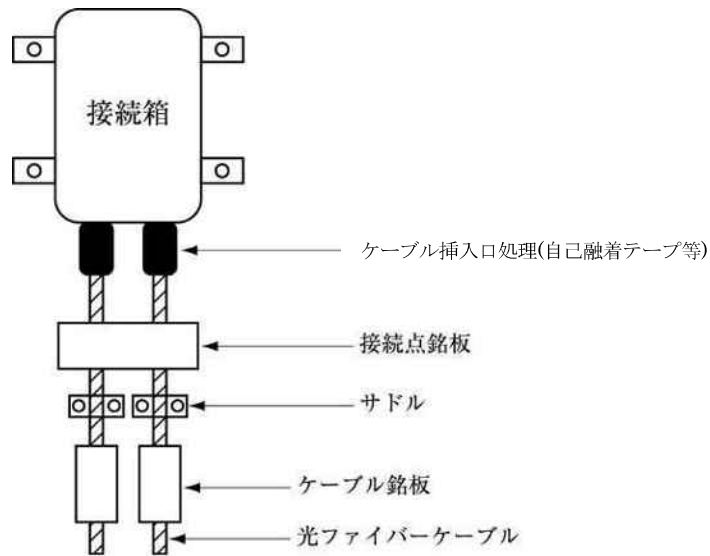 接続箱
ケーブル挿入口処理(自己融着テープ等)
接続点銘板
サドル
ケーブル銘板
光ファイバーケーブル